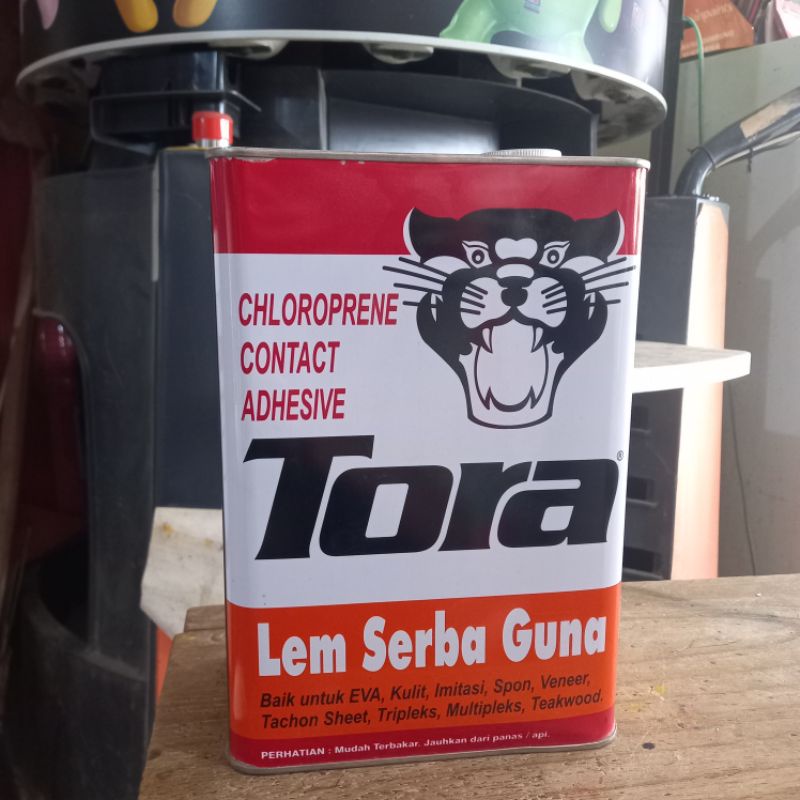 CHLOROPRENE
CONTACT
ADHESIVE
Tora®
Lem Serba Guna
Baik untuk EVA, Kulit, Imitasi, Spon, Veneer,
Tachon Sheet, Tripleks, Multipleks, Teakwood.
PERHATIAN : Mudah Terbakar. Jauhkan dari panas / api.